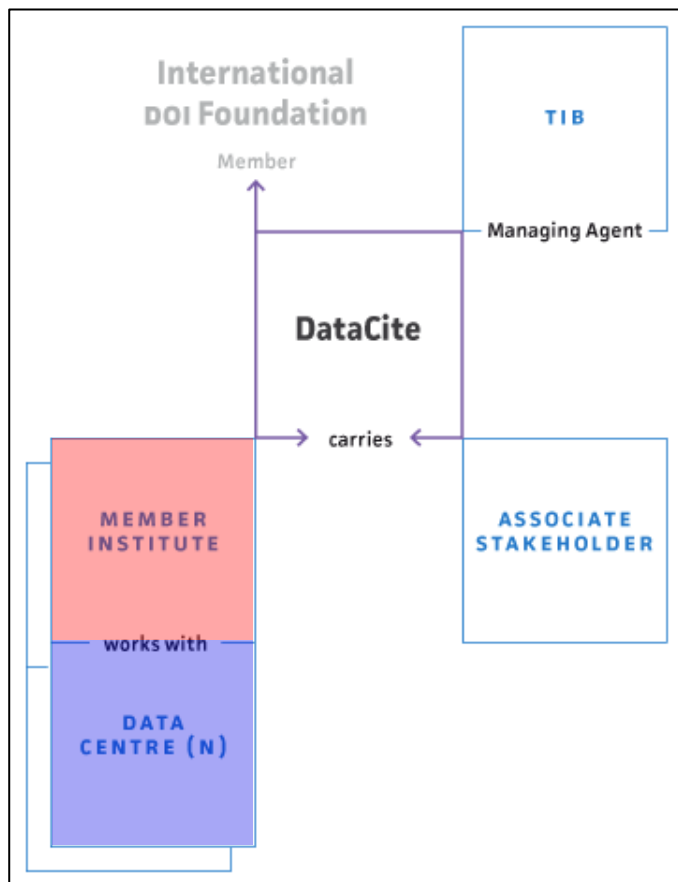 International
DOI Foundation
Member
TIB
Managing Agent
DataCite
carries
MEMBER
INSTITUTE
ASSOCIATE
STAKEHOLDER
works with
DATA
CENTRE (N)